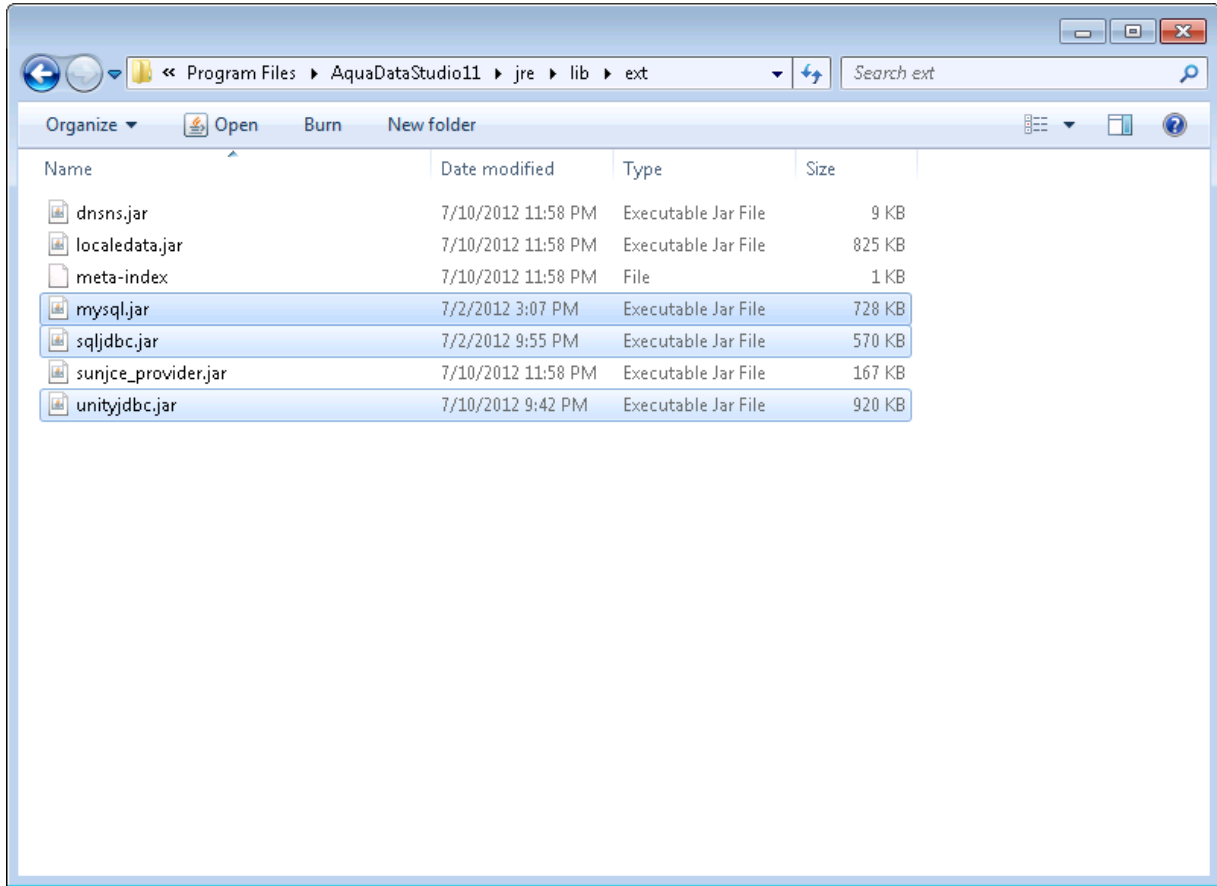 « Program Files ▸ AquaDataStudio11 ▸ jre ▸ lib ▸ ext Search ext
Organize Open Burn New folder
Name Date modified Type Size
dnsns.jar 7/10/2012 11:58 PM Executable Jar File 9 KB
localedata.jar 7/10/2012 11:58 PM Executable Jar File 825 KB
meta-index 7/10/2012 11:58 PM File 1 KB
mysql.jar 7/2/2012 3:07 PM Executable Jar File 728 KB
sqljdbc.jar 7/2/2012 9:55 PM Executable Jar File 570 KB
sunjce_provider.jar 7/10/2012 11:58 PM Executable Jar File 167 KB
unityjdbc.jar 7/10/2012 9:42 PM Executable Jar File 920 KB